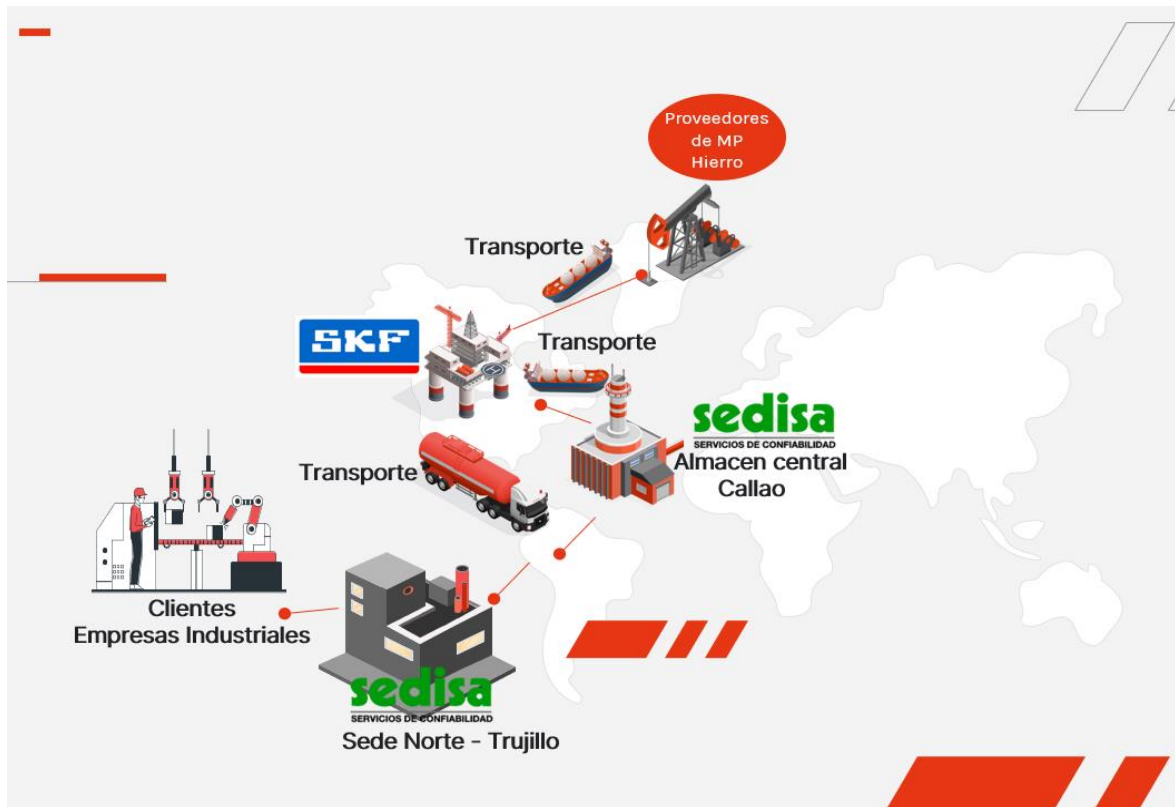 Proveedores
de MP
Hierro
Transporte
SKF
Transporte
sedisa
SERVICIOS DE CONFIABILIDAD
Almacen central
Callao
Transporte
Clientes
Empresas Industriales
sedisa
SERVICIOS DE CONFIABILIDAD
Sede Norte - Trujillo